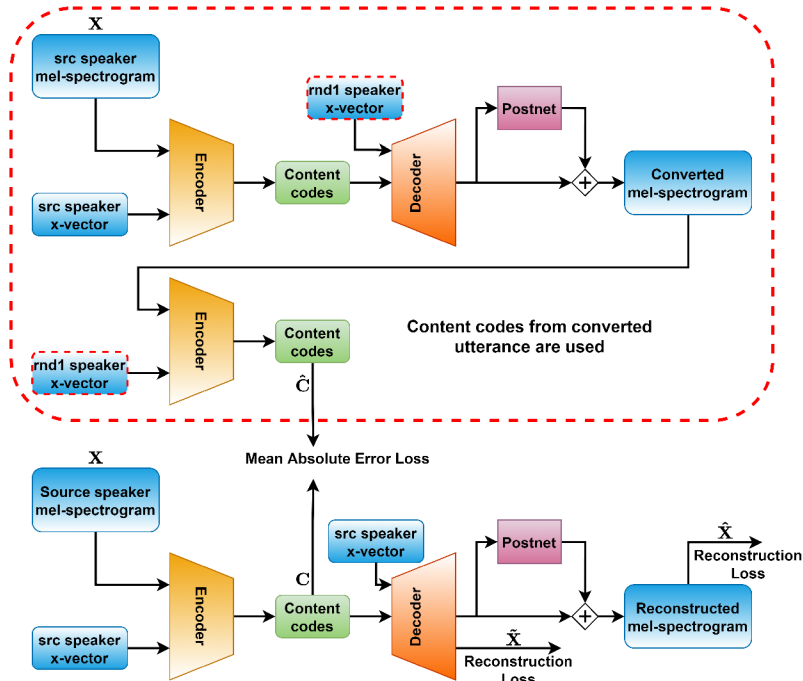 X
src speaker
mel-spectrogram
rnd1 speaker
x-vector
Postnet
Encoder
Content
codes
Decoder
+
Converted
mel-spectrogram
src speaker
x-vector
Encoder
Content
codes
Content codes from converted
utterance are used
rnd1 speaker
x-vector
Ĉ
Mean Absolute Error Loss
X
Source speaker
mel-spectrogram
src speaker
x-vector
Postnet
X̂
Reconstruction
Loss
C
Encoder
Content
codes
Decoder
+
Reconstructed
mel-spectrogram
src speaker
x-vector
X̃
Reconstruction
Loss